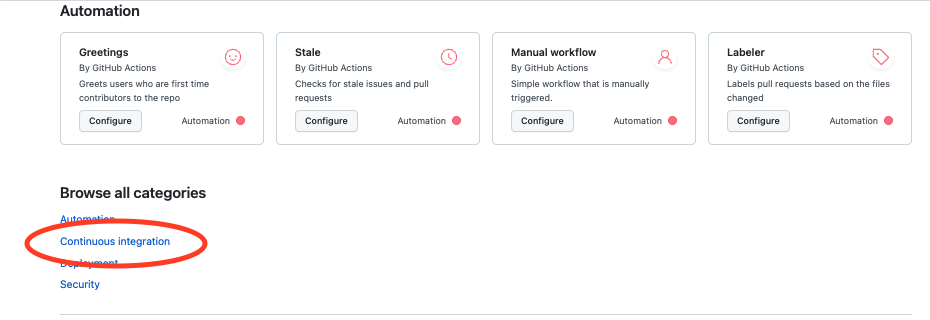 Automation
Greetings
By GitHub Actions
Greets users who are first time
contributors to the repo
Configure
Automation
Stale
By GitHub Actions
Checks for stale issues and pull
requests
Configure
Automation
Manual workflow
By GitHub Actions
Simple workflow that is manually
triggered.
Configure
Automation
Labeler
By GitHub Actions
Labels pull requests based on the files
changed
Configure
Automation
Browse all categories
Automation
Continuous integration
Deployment
Security